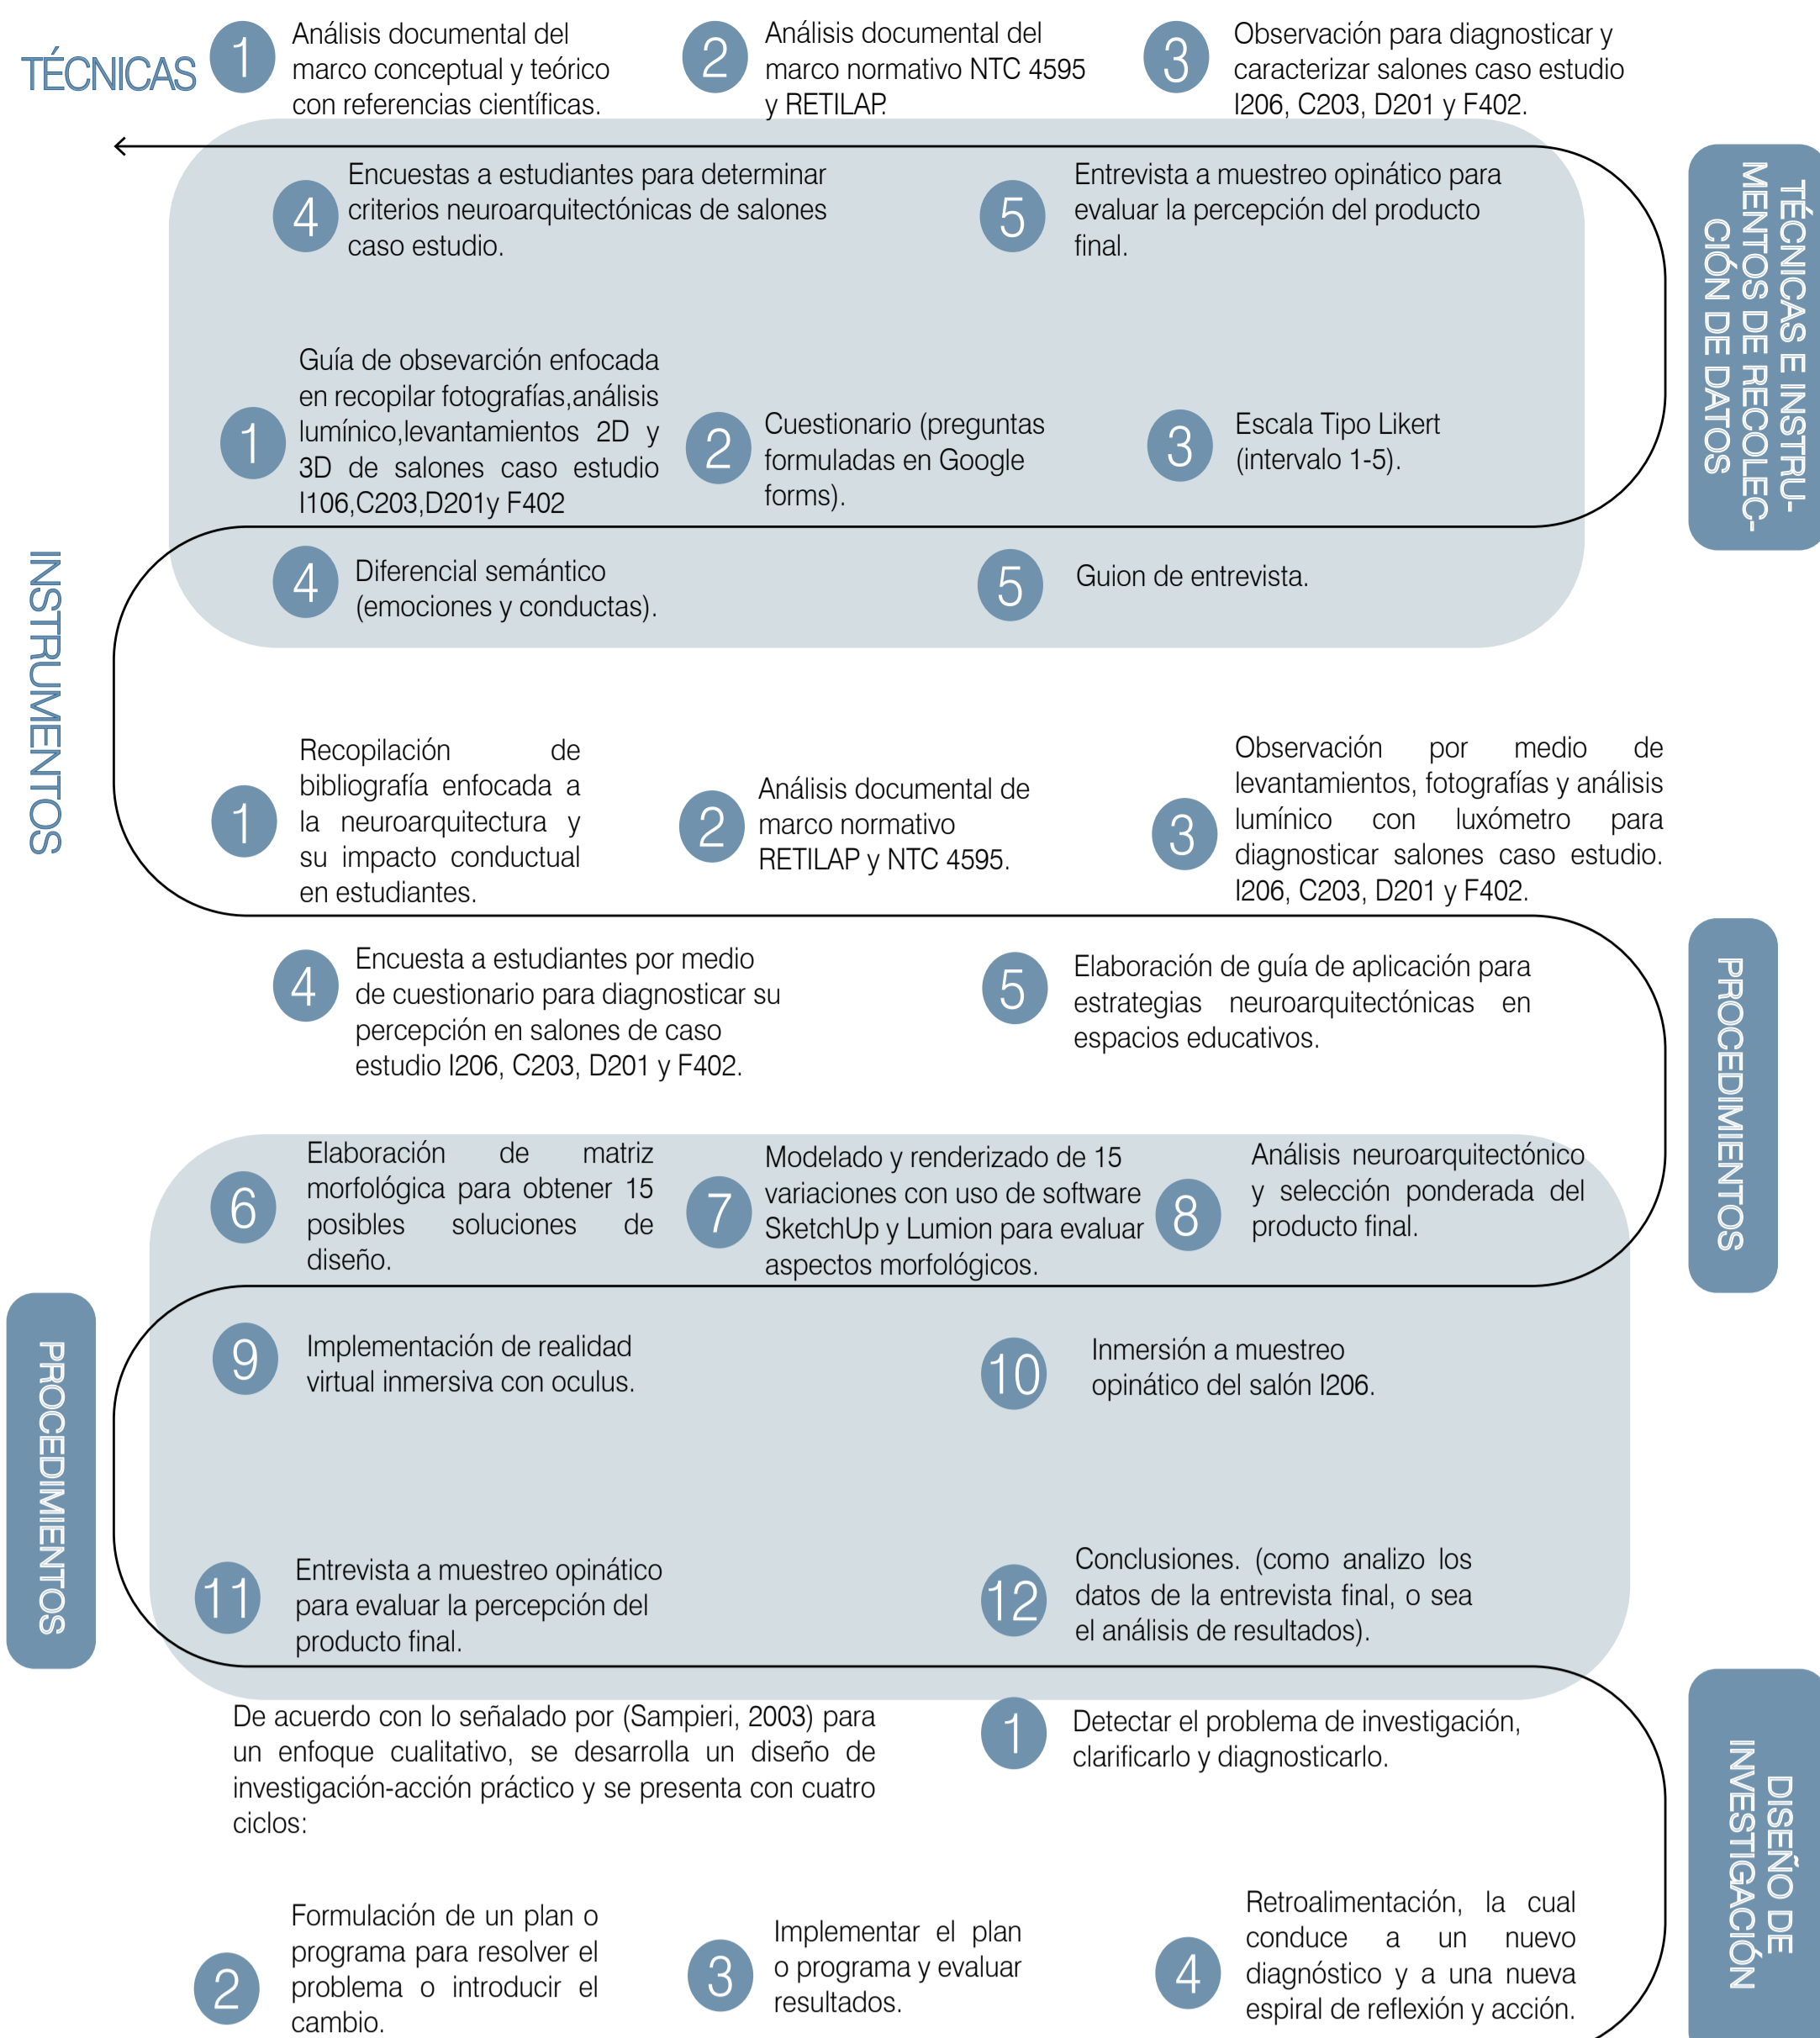 TÉCNICAS
1
Análisis documental del
marco conceptual y teórico
con referencias científicas.
2
Análisis documental del
marco normativo NTC 4595
y RETILAP.
3
Observación para diagnosticar y
caracterizar salones caso estudio
I206, C203, D201 y F402.
4
Encuestas a estudiantes para determinar
criterios neuroarquitectónicas de salones
caso estudio.
5
Entrevista a muestreo opinático para
evaluar la percepción del producto
final.
TÉCNICAS E INSTRU-
MENTOS DE RECOLEC-
CIÓN DE DATOS
INSTRUMENTOS
1
Guía de obsevarción enfocada
en recopilar fotografías,análisis
lumínico,levantamientos 2D y
3D de salones caso estudio
I106,C203,D201y F402
2
Cuestionario (preguntas
formuladas en Google
forms).
3
Escala Tipo Likert
(intervalo 1-5).
4
Diferencial semántico
(emociones y conductas).
5
Guion de entrevista.
1
Recopilación de
bibliografía enfocada a
la neuroarquitectura y
su impacto conductual
en estudiantes.
2
Análisis documental de
marco normativo
RETILAP y NTC 4595.
3
Observación por medio de
levantamientos, fotografías y análisis
lumínico con luxómetro para
diagnosticar salones caso estudio.
I206, C203, D201 y F402.
PROCEDIMIENTOS
4
Encuesta a estudiantes por medio
de cuestionario para diagnosticar su
percepción en salones de caso
estudio I206, C203, D201 y F402.
5
Elaboración de guía de aplicación para
estrategias neuroarquitectónicas en
espacios educativos.
6
Elaboración de matriz
morfológica para obtener 15
posibles soluciones de
diseño.
7
Modelado y renderizado de 15
variaciones con uso de software
SketchUp y Lumion para evaluar
aspectos morfológicos.
8
Análisis neuroarquitectónico
y selección ponderada del
producto final.
PROCEDIMIENTOS
9
Implementación de realidad
virtual inmersiva con oculus.
10
Inmersión a muestreo
opinático del salón I206.
11
Entrevista a muestreo opinático
para evaluar la percepción del
producto final.
12
Conclusiones. (como analizo los
datos de la entrevista final, o sea
el análisis de resultados).
De acuerdo con lo señalado por (Sampieri, 2003) para
un enfoque cualitativo, se desarrolla un diseño de
investigación-acción práctico y se presenta con cuatro
ciclos:
1
Detectar el problema de investigación,
clarificarlo y diagnosticarlo.
DISEÑO DE
INVESTIGACIÓN
2
Formulación de un plan o
programa para resolver el
problema o introducir el
cambio.
3
Implementar el plan
o programa y evaluar
resultados.
4
Retroalimentación, la cual
conduce a un nuevo
diagnóstico y a una nueva
espiral de reflexión y acción.